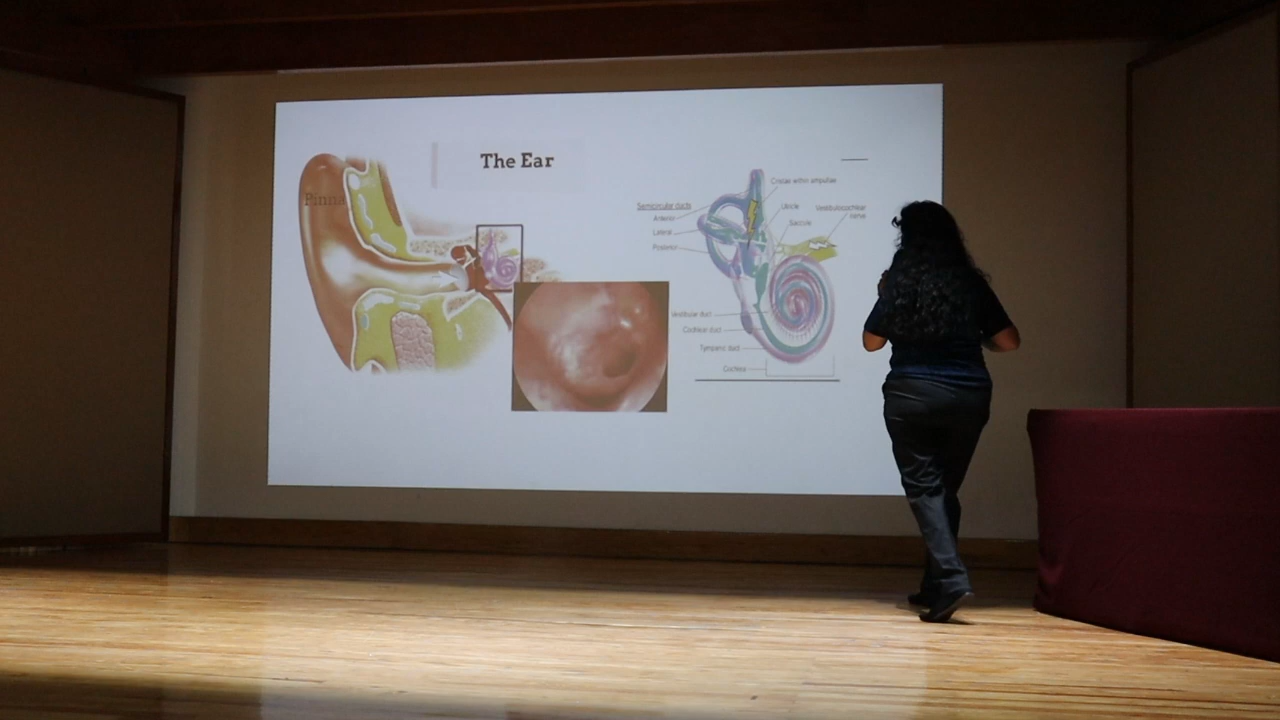 The Ear
Pinna
Cristae within ampullae
Semicircular ducts
Anterior
Lateral
Posterior
Utricle
Saccule
Vestibulocochlear
nerve
Vestibular duct
Cochlear duct
Tympanic duct
Cochlea